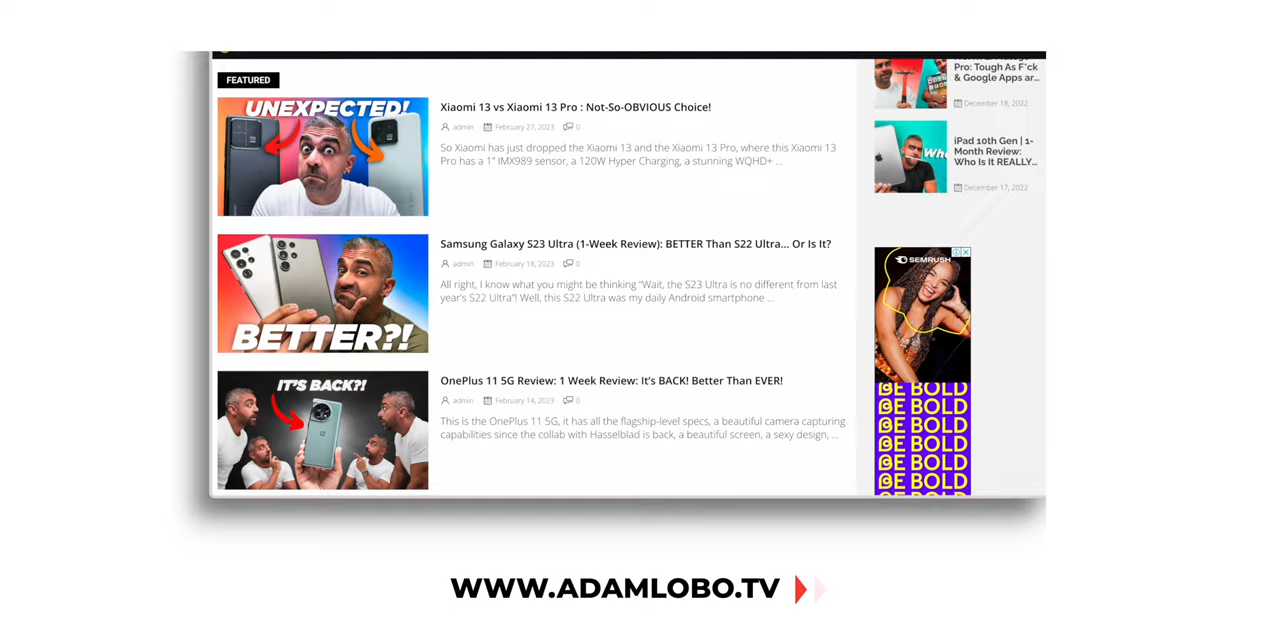 FEATURED
UNEXPECTED!
Xiaomi 13 vs Xiaomi 13 Pro : Not-So-OBVIOUS Choice!
admin February 27, 2023 0
So Xiaomi has just dropped the Xiaomi 13 and the Xiaomi 13 Pro, where this Xiaomi 13
Pro has a 1" IMX989 sensor, a 120W Hyper Charging, a stunning WQHD+ ...
BETTER?!
Samsung Galaxy S23 Ultra (1-Week Review): BETTER Than S22 Ultra... Or Is It?
admin February 18, 2023 0
All right, I know what you might be thinking "Wait, the S23 Ultra is no different from last
year's S22 Ultra"! Well, this S22 Ultra was my daily Android smartphone ...
IT'S BACK?!
OnePlus 11 5G Review: 1 Week Review: It's BACK! Better Than EVER!
admin February 14, 2023 0
This is the OnePlus 11 5G, it has all the flagship-level specs, a beautiful camera capturing
capabilities since the collab with Hasselblad is back, a beautiful screen, a sexy design, ...
Pro: Tough As F*ck
& Google Apps ar...
December 18, 2022
iPad 10th Gen | 1-
Month Review:
Who Is It REALLY...
December 17, 2022
SEMRUSH
BE BOLD
BE BOLD
BE BOLD
BE BOLD
BE BOLD
BE BOLD
WWW.ADAMLOBO.TV